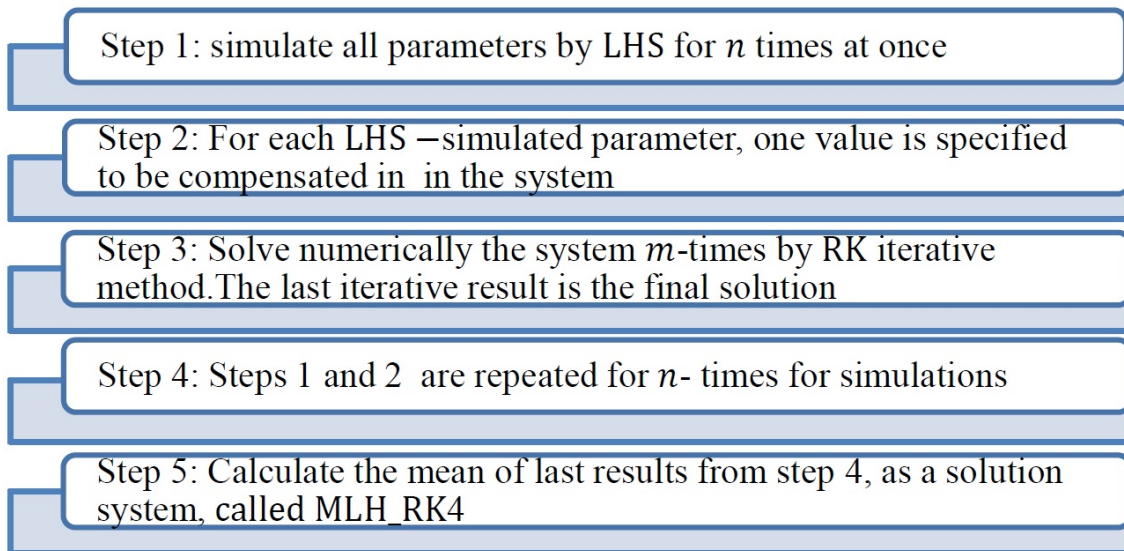 Step 1: simulate all parameters by LHS for n times at once
Step 2: For each LHS −simulated parameter, one value is specified
to be compensated in in the system
Step 3: Solve numerically the system m-times by RK iterative
method.The last iterative result is the final solution
Step 4: Steps 1 and 2 are repeated for n- times for simulations
Step 5: Calculate the mean of last results from step 4, as a solution
system, called MLH_RK4